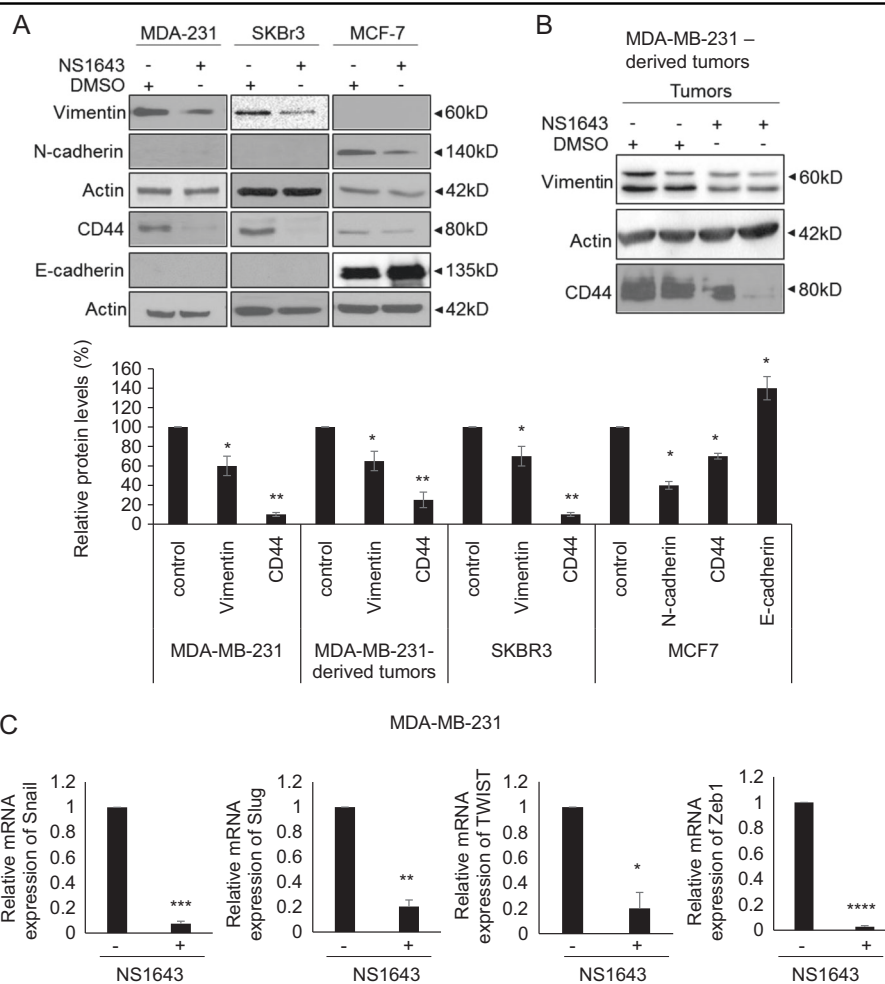 A
MDA-231 SKBr3 MCF-7
NS1643 - + - + - +
DMSO + - + - + -
Vimentin ◄60kD
N-cadherin ◄140kD
Actin ◄42kD
CD44 ◄80kD
E-cadherin ◄135kD
Actin ◄42kD
B
MDA-MB-231 –
derived tumors
Tumors
NS1643 - - + +
DMSO + + - -
Vimentin ◄60kD
Actin ◄42kD
CD44 ◄80kD
Relative protein levels (%)
160
140
120
100
80
60
40
20
0
* ** * ** * ** * * *
control Vimentin CD44 control Vimentin CD44 control Vimentin CD44 control N-cadherin CD44 E-cadherin
MDA-MB-231 MDA-MB-231- SKBR3 MCF7
derived tumors
C
MDA-MB-231
Relative mRNA
expression of Snail
1.2
1
0.8
0.6
0.4
0.2
0
***
- +
NS1643
Relative mRNA
expression of Slug
1.2
1
0.8
0.6
0.4
0.2
0
**
- +
NS1643
Relative mRNA
expression of TWIST
1.2
1
0.8
0.6
0.4
0.2
0
*
- +
NS1643
Relative mRNA
expression of Zeb1
1.2
1
0.8
0.6
0.4
0.2
0
****
- +
NS1643